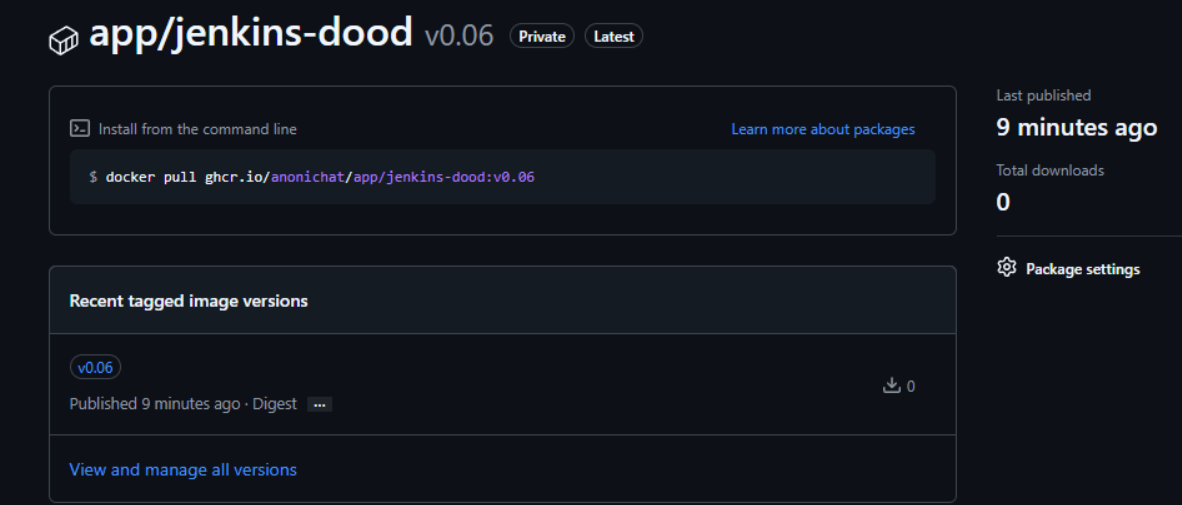 app/jenkins-dood v0.06 Private Latest
Install from the command line
Learn more about packages
$ docker pull ghcr.io/anonichat/app/jenkins-dood:v0.06
Recent tagged image versions
v0.06
Published 9 minutes ago · Digest ...
0
View and manage all versions
Last published
9 minutes ago
Total downloads
0
Package settings